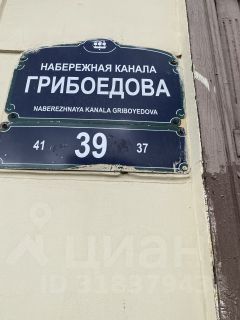 НАБЕРЕЖНАЯ КАНАЛА
ГРИБОЕДОВА
NABEREZHNAYA KANALA GRIBOYEDOVA
41 39 37
циан